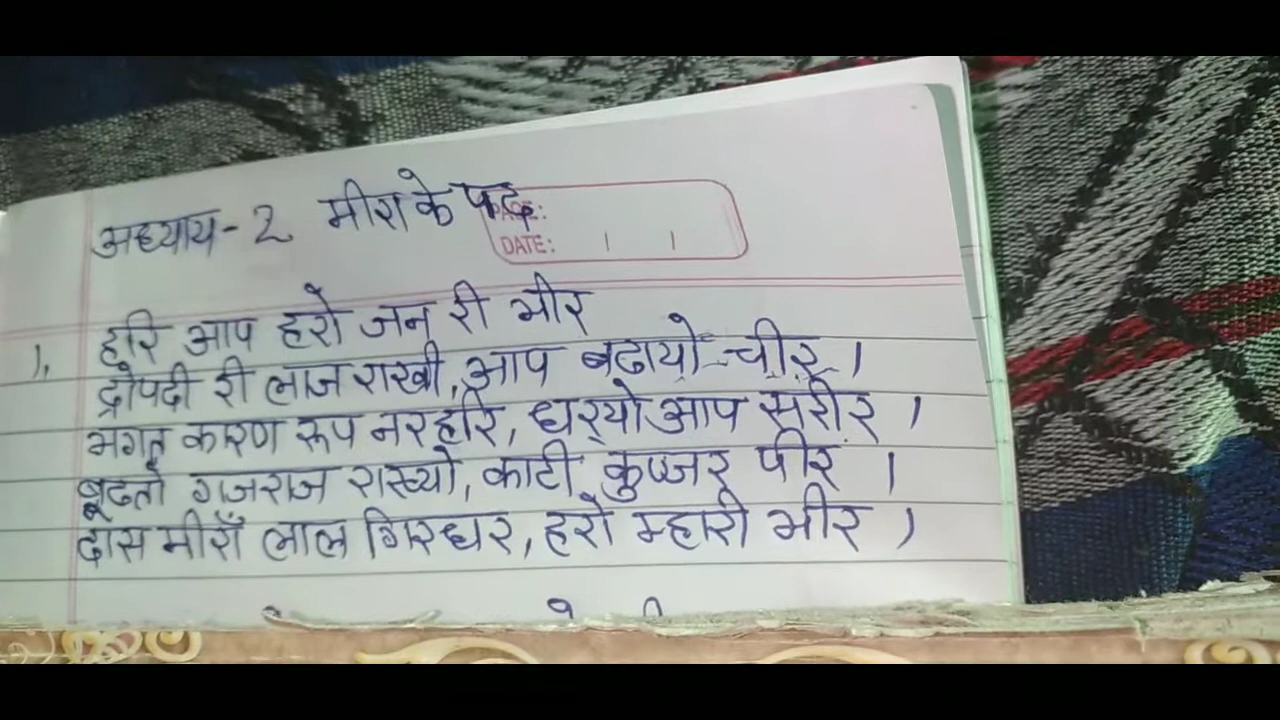 अध्याय-2 मीरा के पद
PAGE:
DATE:
1. हरि आप हरो जन री भीर
द्रोपदी री लाज राखी, आप बढायो चीर।
भगत कारण रूप नरहरि, धर्‌यो आप सरीर।
बूढतो गजराज राख्यो, काटी कुण्जर पीर।
दास मीराँ लाल गिरधर, हरो म्हारी भीर।